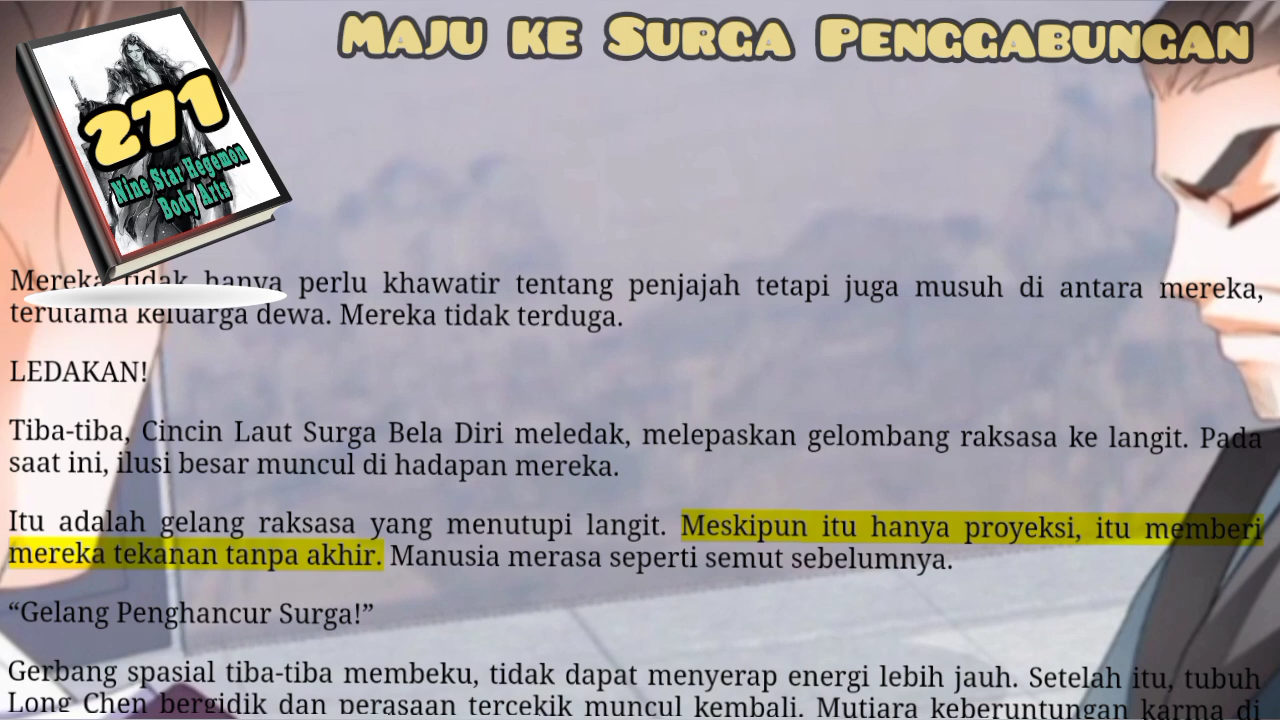 Maju ke Surga Penggabungan
271
Nine Star Hegemon
Body Arts
Mereka tidak hanya perlu khawatir tentang penjajah tetapi juga musuh di antara mereka,
terutama keluarga dewa. Mereka tidak terduga.
LEDAKAN!
Tiba-tiba, Cincin Laut Surga Bela Diri meledak, melepaskan gelombang raksasa ke langit. Pada
saat ini, ilusi besar muncul di hadapan mereka.
Itu adalah gelang raksasa yang menutupi langit. Meskipun itu hanya proyeksi, itu memberi
mereka tekanan tanpa akhir. Manusia merasa seperti semut sebelumnya.
“Gelang Penghancur Surga!”
Gerbang spasial tiba-tiba membeku, tidak dapat menyerap energi lebih jauh. Setelah itu, tubuh
Long Chen bergidik dan perasaan tercekik muncul kembali. Mutiara keberuntungan karma di